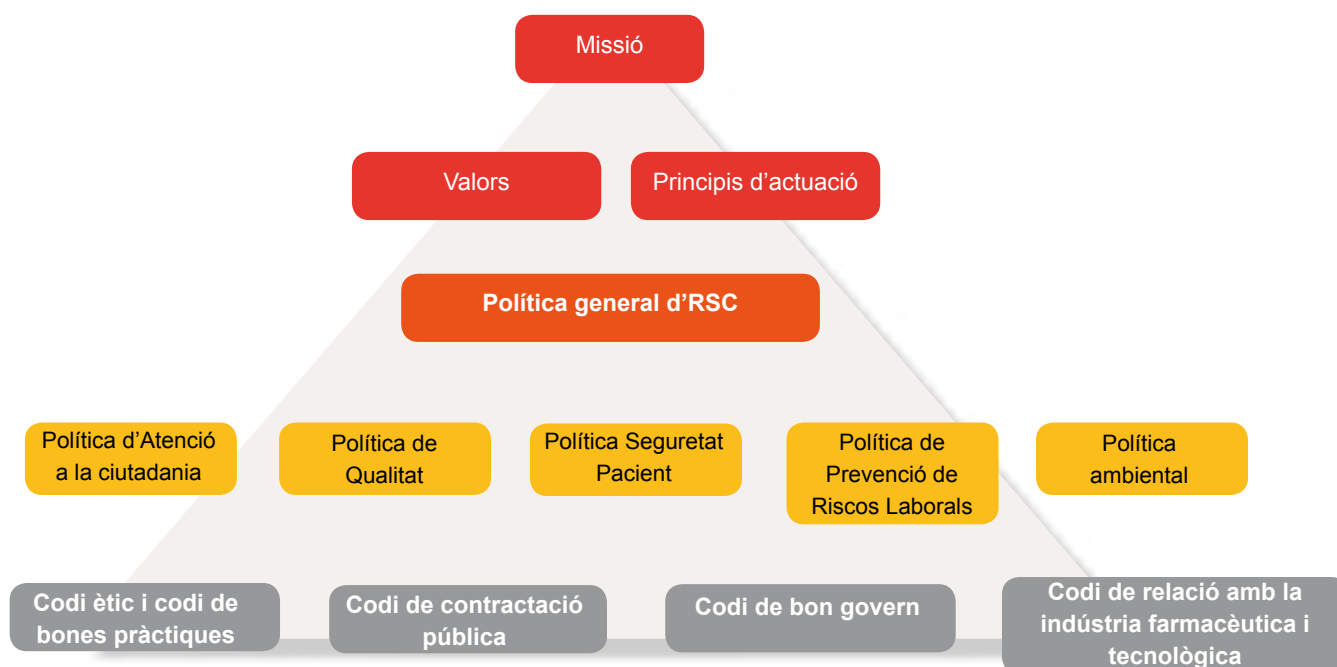 Missió
Valors
Principis d’actuació
Política general d’RSC
Política d’Atenció
a la ciutadania
Política de
Qualitat
Política Seguretat
Pacient
Política de
Prevenció de
Riscos Laborals
Política
ambiental
Codi ètic i codi de
bones pràctiques
Codi de contractació
pública
Codi de bon govern
Codi de relació amb la
indústria farmacèutica i
tecnològica